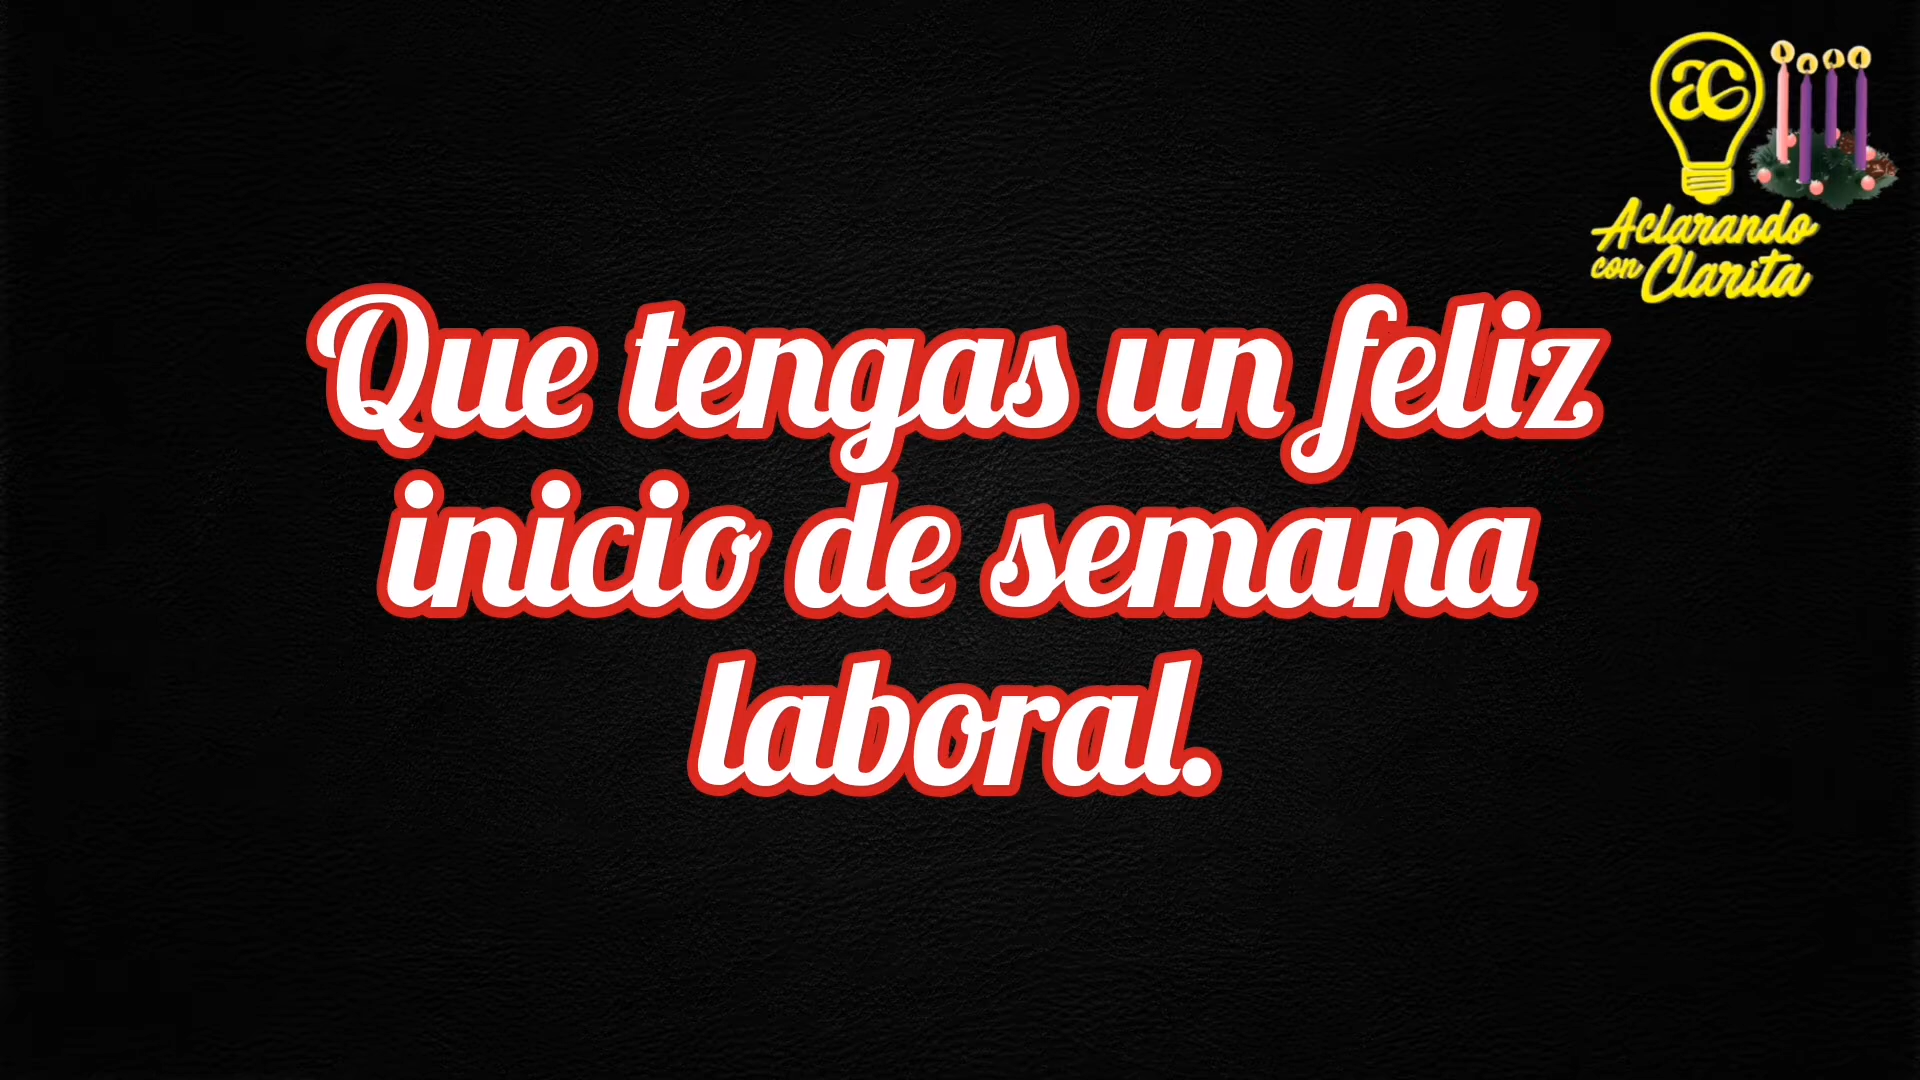 Aclarando
con Clarita
Que tengas un feliz
inicio de semana
laboral.